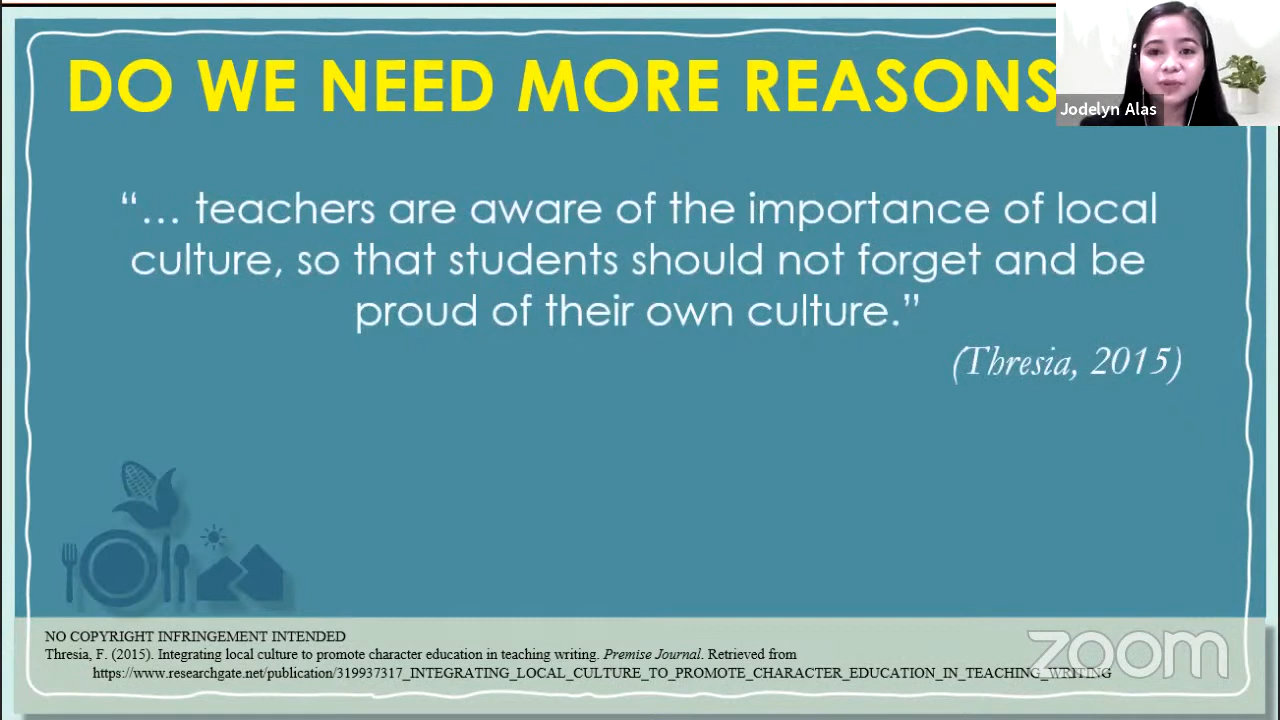 DO WE NEED MORE REASONS
Jodelyn Alas
“… teachers are aware of the importance of local
culture, so that students should not forget and be
proud of their own culture.”
(Thresia, 2015)
NO COPYRIGHT INFRINGEMENT INTENDED
Thresia, F. (2015). Integrating local culture to promote character education in teaching writing. Premise Journal. Retrieved from
https://www.researchgate.net/publication/319937317_INTEGRATING_LOCAL_CULTURE_TO_PROMOTE_CHARACTER_EDUCATION_IN_TEACHING_WRITING
zoom